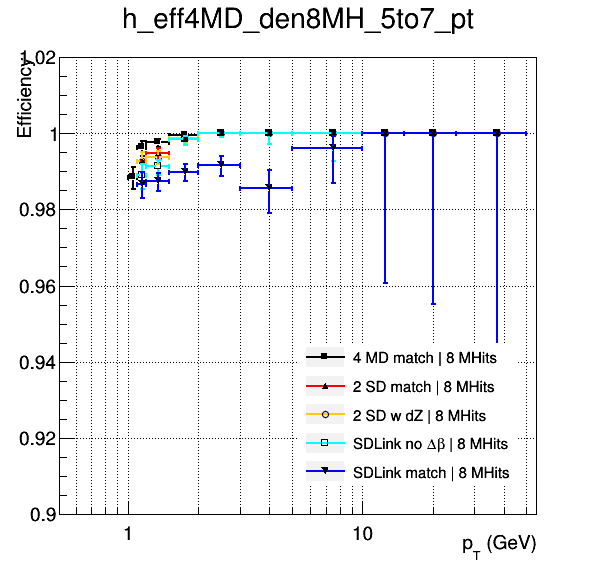 h_eff4MD_den8MH_5to7_pt
Efficiency
1.02
1
0.98
0.96
0.94
0.92
0.9
4 MD match | 8 MHits
2 SD match | 8 MHits
2 SD w dZ | 8 MHits
SDLink no Δβ | 8 MHits
SDLink match | 8 MHits
1
10
p_T (GeV)